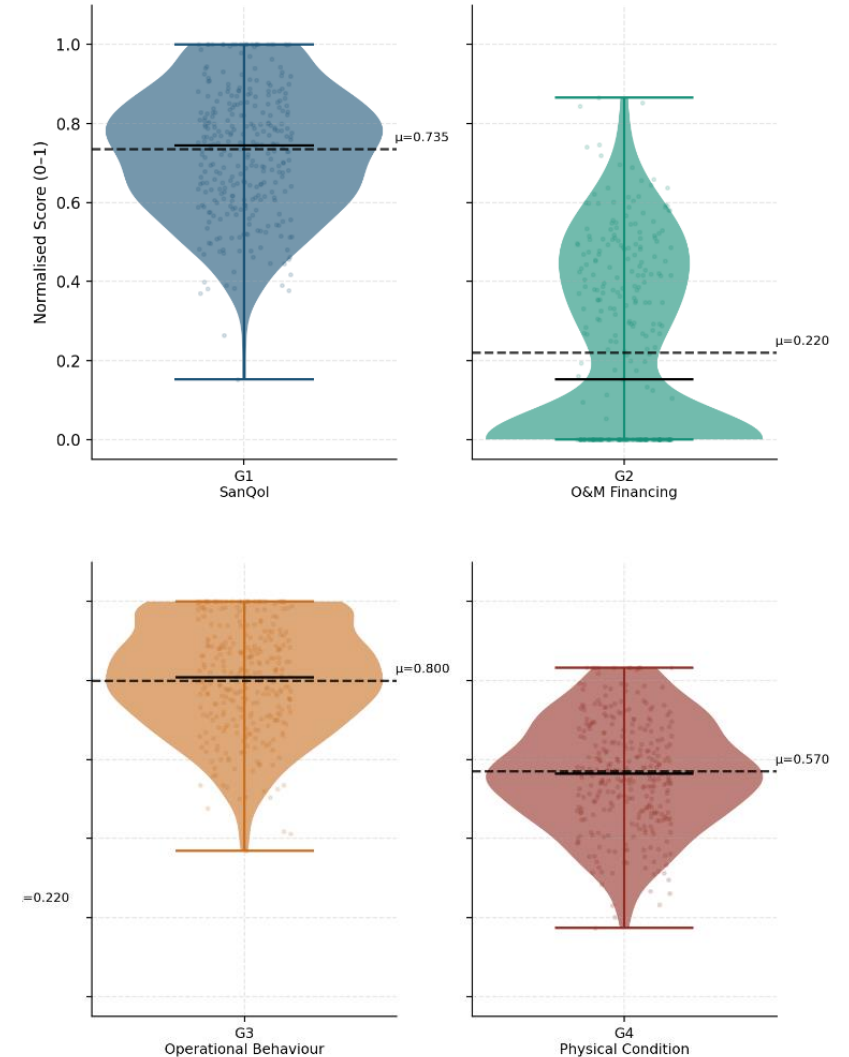 1.0
0.8
0.6
0.4
0.2
0.0
Normalised Score (0–1)
μ=0.735
μ=0.220
G1
SanQol
G2
O&M Financing
μ=0.800
μ=0.570
=0.220
G3
Operational Behaviour
G4
Physical Condition